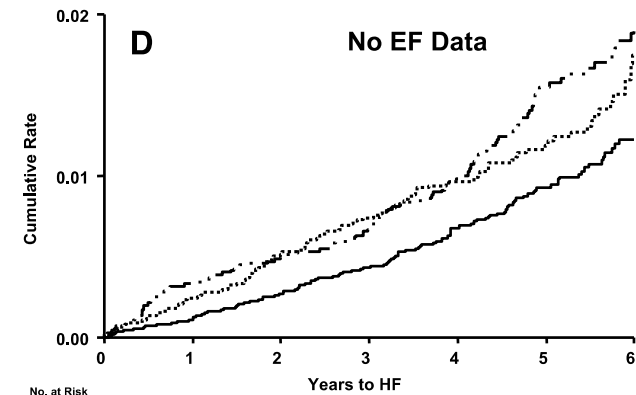 0.02
D
No EF Data
0.01
Cumulative Rate
0.00
0 1 2 3 4 5 6
Years to HF
No. at Risk